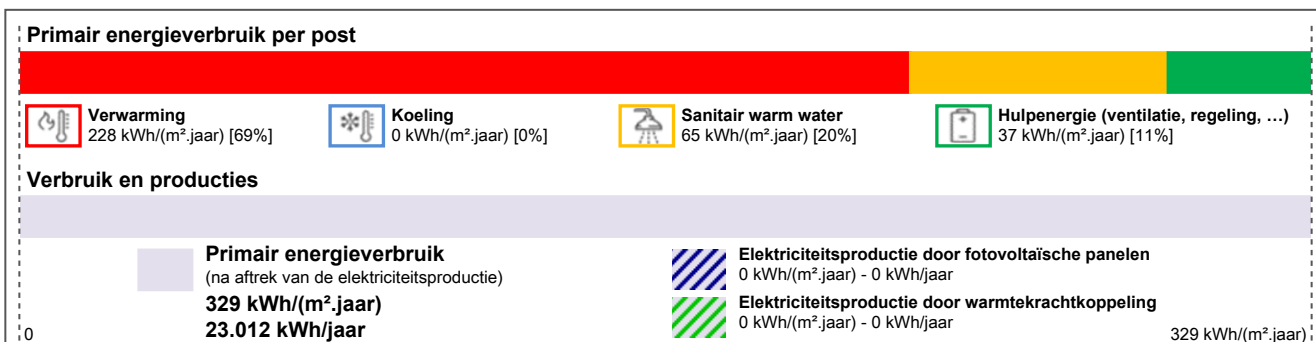 Primair energieverbruik per post
Verwarming
228 kWh/(m².jaar) [69%]
Koeling
0 kWh/(m².jaar) [0%]
Sanitair warm water
65 kWh/(m².jaar) [20%]
Hulpenergie (ventilatie, regeling, …)
37 kWh/(m².jaar) [11%]
Verbruik en producties
Primair energieverbruik
(na aftrek van de elektriciteitsproductie)
329 kWh/(m².jaar)
23.012 kWh/jaar
Elektriciteitsproductie door fotovoltaïsche panelen
0 kWh/(m².jaar) - 0 kWh/jaar
Elektriciteitsproductie door warmtekrachtkoppeling
0 kWh/(m².jaar) - 0 kWh/jaar
0
329 kWh/(m².jaar)